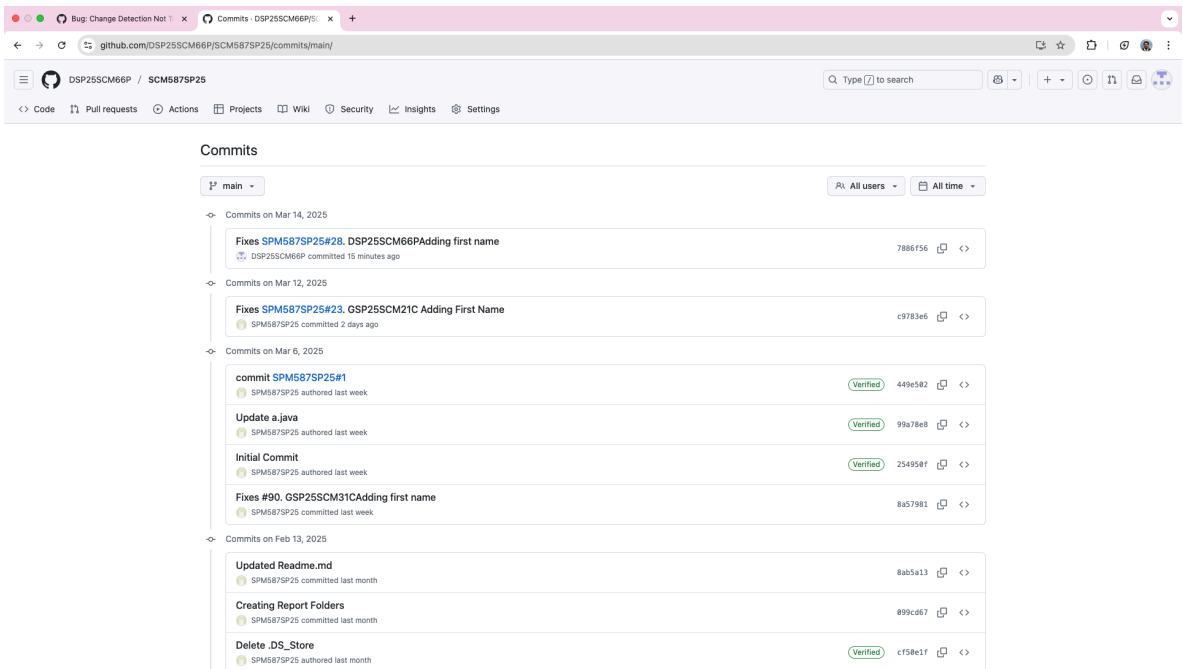 Bug: Change Detection Not T
Commits · DSP25SCM66P/SC
github.com/DSP25SCM66P/SCM587SP25/commits/main/
DSP25SCM66P / SCM587SP25
Type / to search
Code Pull requests Actions Projects Wiki Security Insights Settings
Commits
main All users All time
Commits on Mar 14, 2025
Fixes SPM587SP25#28. DSP25SCM66PAdding first name
7886f56
DSP25SCM66P committed 15 minutes ago
Commits on Mar 12, 2025
Fixes SPM587SP25#23. GSP25SCM21C Adding First Name
c9783e6
SPM587SP25 committed 2 days ago
Commits on Mar 6, 2025
commit SPM587SP25#1
Verified 449e502
SPM587SP25 authored last week
Update a.java
Verified 99a78e8
SPM587SP25 authored last week
Initial Commit
Verified 254950f
SPM587SP25 authored last week
Fixes #90. GSP25SCM31CAdding first name
8a57981
SPM587SP25 committed last week
Commits on Feb 13, 2025
Updated Readme.md
8ab5a13
SPM587SP25 committed last month
Creating Report Folders
099cd67
SPM587SP25 committed last month
Delete .DS_Store
Verified cf50e1f
SPM587SP25 authored last month